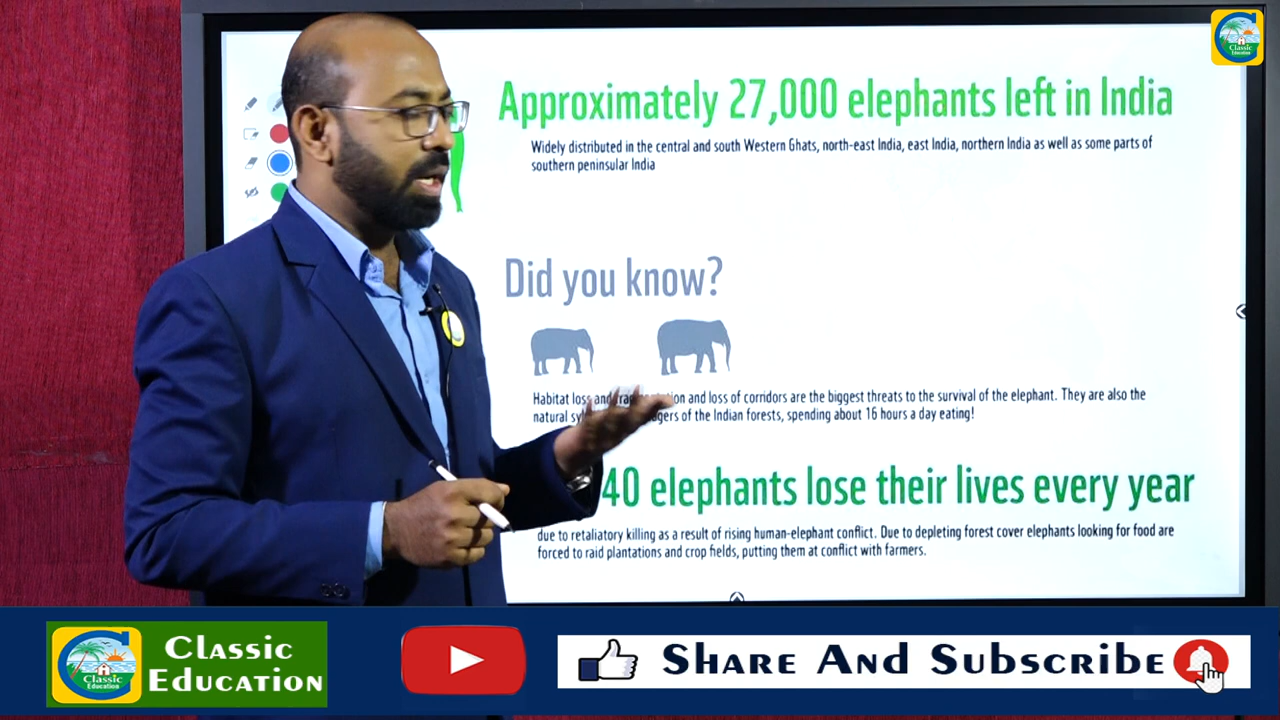 Classic
Education
Approximately 27,000 elephants left in India
Widely distributed in the central and south Western Ghats, north-east India, east India, northern India as well as some parts of
southern peninsular India
Did you know?
Habitat loss and and loss of corridors are the biggest threats to the survival of the elephant. They are also the
natural of the Indian forests, spending about 16 hours a day eating!
40 elephants lose their lives every year
due to retaliatory killing as a result of rising human-elephant conflict. Due to depleting forest cover elephants looking for food are
forced to raid plantations and crop fields, putting them at conflict with farmers.
Classic
Education
Classic
Education
Share And Subscribe